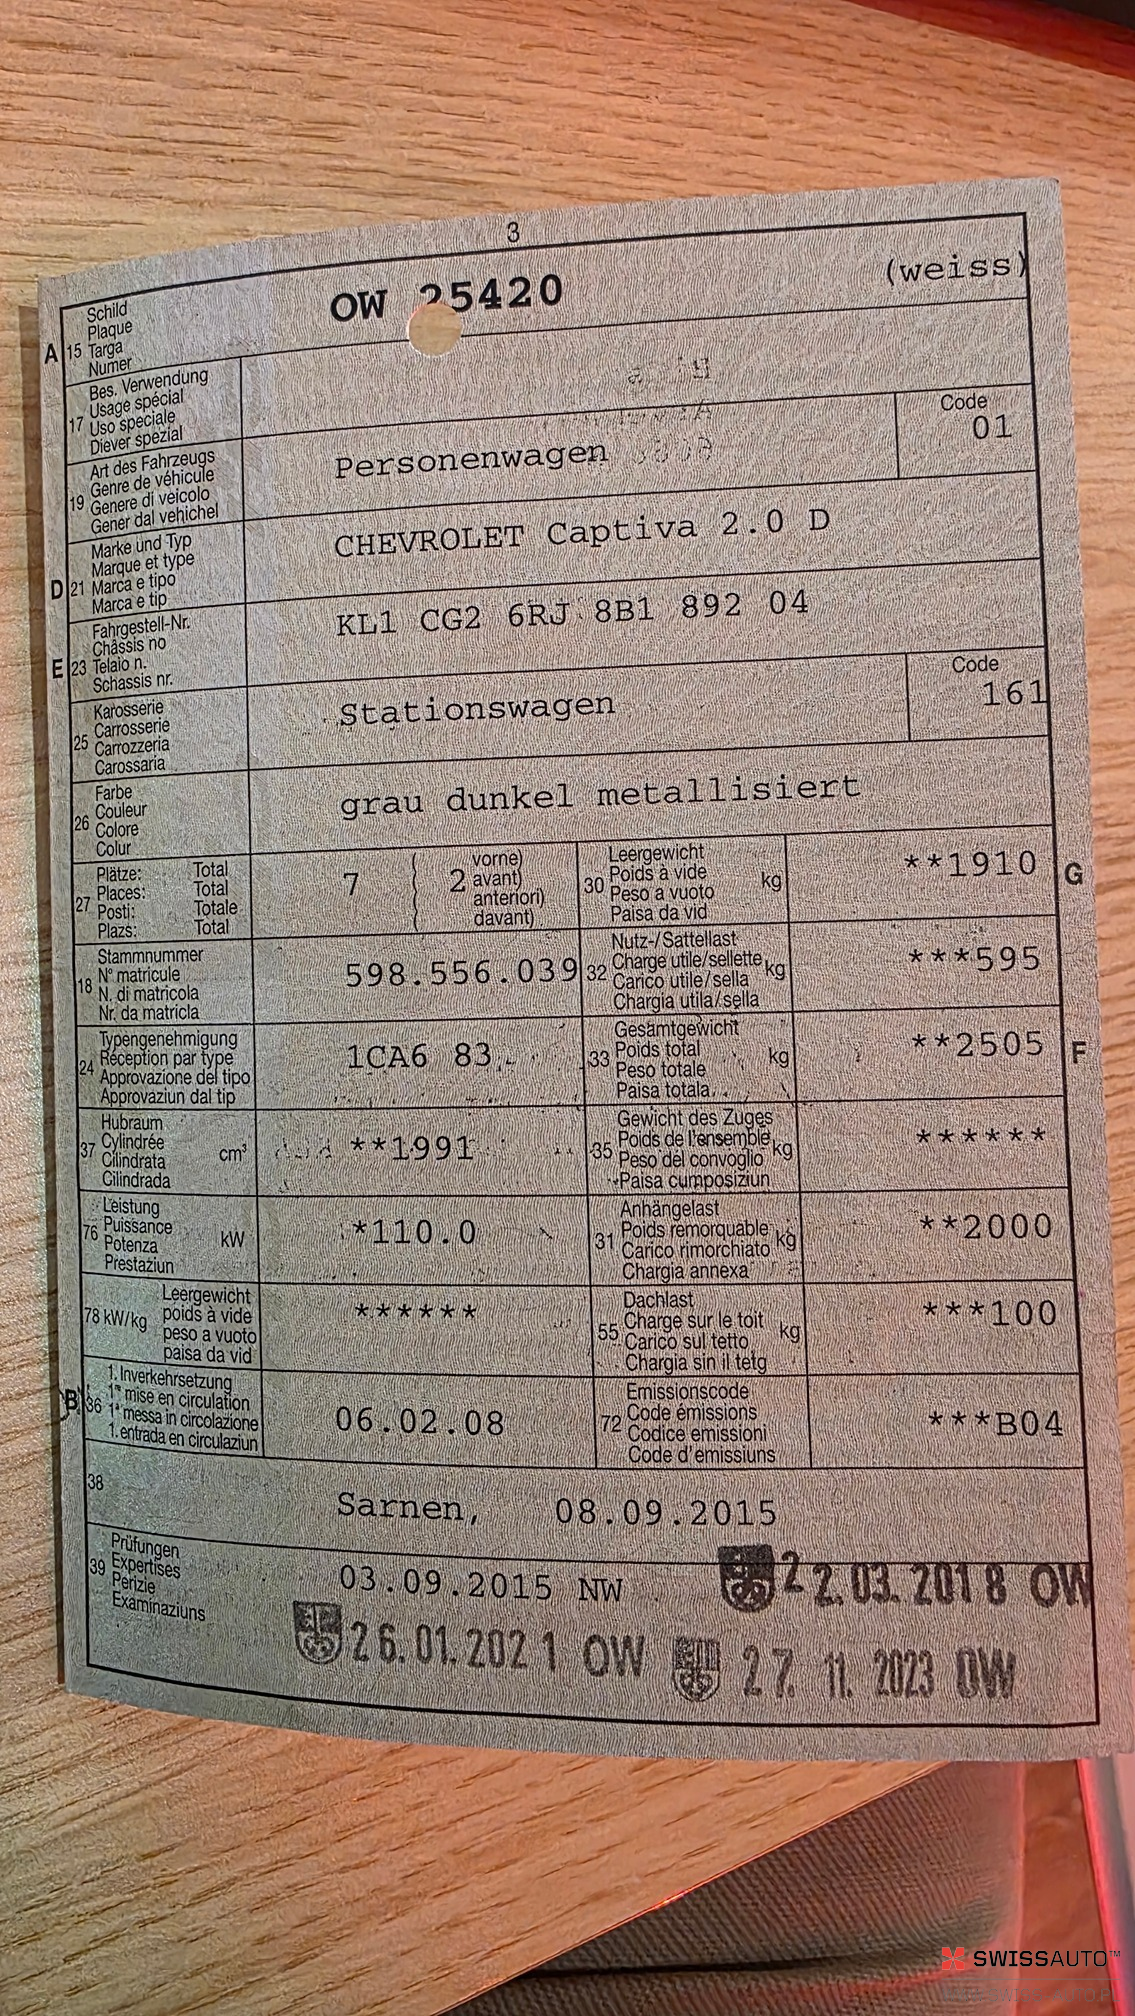 3
A 15 Schild
Plaque
Targa
Numer
OW 25420
(weiss)
17 Bes. Verwendung
Usage spécial
Uso speciale
Diever spezial
19 Art des Fahrzeugs
Genre de véhicule
Genere di veicolo
Gener dal vehichel
Personenwagen
Code
01
D 21 Marke und Typ
Marque et type
Marca e tipo
Marca e tip
CHEVROLET Captiva 2.0 D
E 23 Fahrgestell-Nr.
Châssis no
Telaio n.
Schassis nr.
KL1 CG2 6RJ 8B1 892 04
25 Karosserie
Carrosserie
Carrozzeria
Carossaria
Stationswagen
Code
161
26 Farbe
Couleur
Colore
Colur
grau dunkel metallisiert
27 Plätze: Total
Places: Total
Posti: Totale
Plazs: Total
7 ( 2 vorne)
avant)
anteriori)
davant)
30 Leergewicht
Poids à vide
Peso a vuoto
Paisa da vid
kg
**1910
G
18 Stammnummer
N° matricule
N. di matricola
Nr. da matricla
598.556.039
32 Nutz-/Sattellast
Charge utile/sellette
Carico utile/sella
Chargia utila/sella
kg
***595
24 Typengenehmigung
Réception par type
Approvazione del tipo
Approvaziun dal tip
1CA6 83
33 Gesamtgewicht
Poids total
Peso totale
Paisa totala
kg
**2505
F
37 Hubraum
Cylindrée
Cilindrata
Cilindrada
cm³
**1991
35 Gewicht des Zuges
Poids de l'ensemble
Peso del convoglio
Paisa cumposiziun
kg
******
76 Leistung
Puissance
Potenza
Prestaziun
kW
*110.0
31 Anhängelast
Poids remorquable
Carico rimorchiato
Chargia annexa
kg
**2000
78 kW/kg Leergewicht
poids à vide
peso a vuoto
paisa da vid
******
55 Dachlast
Charge sur le toit
Carico sul tetto
Chargia sin il tetg
kg
***100
B 36 1. Inverkehrsetzung
1re mise en circulation
1a messa in circolazione
1. entrada en circulaziun
06.02.08
72 Emissionscode
Code émissions
Codice emissioni
Code d'emissiuns
***B04
38
Sarnen, 08.09.2015
39 Prüfungen
Expertises
Perizie
Examinaziuns
03.09.2015 NW
22.03.2018 OW
26.01.2021 OW
27. 11. 2023 OW
SWISSAUTO™